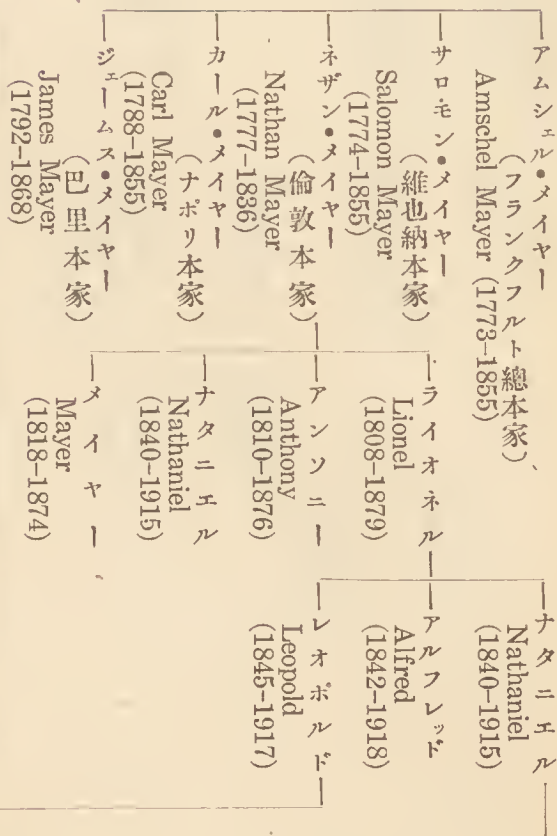 アムシェル・メイヤー
(フランクフルト總本家)
Amschel Mayer (1773-1855)
サロモン・メイヤー
(維也納本家)
Salomon Mayer
(1774-1855)
ネザン・メイヤー
(倫敦本家)
Nathan Mayer
(1777-1836)
カール・メイヤー
(ナポリ本家)
Carl Mayer
(1788-1855)
ジェームス・メイヤー
(巴里本家)
James Mayer
(1792-1868)
ライオネル
Lionel
(1808-1879)
アンソニー
Anthony
(1810-1876)
ナタニエル
Nathaniel
(1840-1915)
メイヤー
Mayer
(1818-1874)
ナタニエル
Nathaniel
(1840-1915)
アルフレッド
Alfred
(1842-1918)
レオポルド
Leopold
(1845-1917)